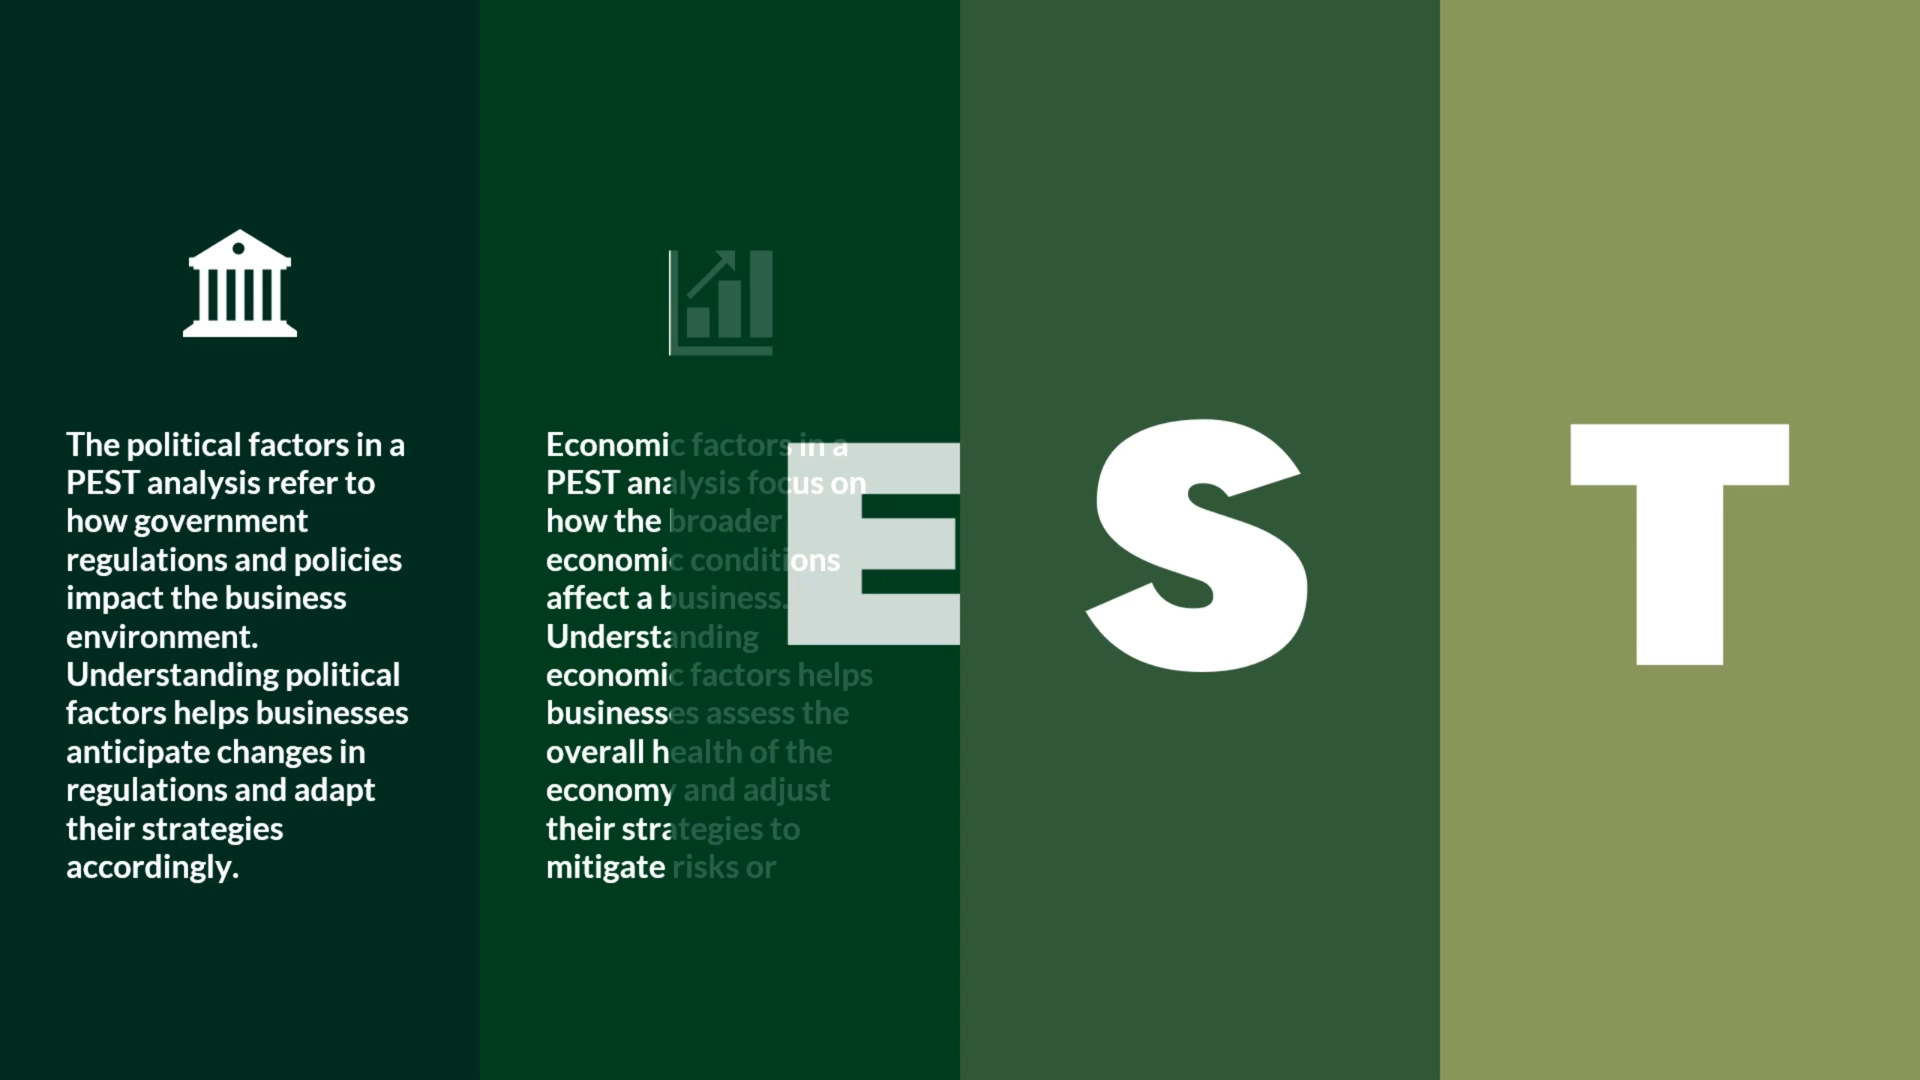 The political factors in a
PEST analysis refer to
how government
regulations and policies
impact the business
environment.
Understanding political
factors helps businesses
anticipate changes in
regulations and adapt
their strategies
accordingly.
Economic factors in a
PEST analysis focus on
how the broader
economic conditions
affect a business.
Understanding
economic factors helps
businesses assess the
overall health of the
economy and adjust
their strategies to
mitigate risks or
E
S
T